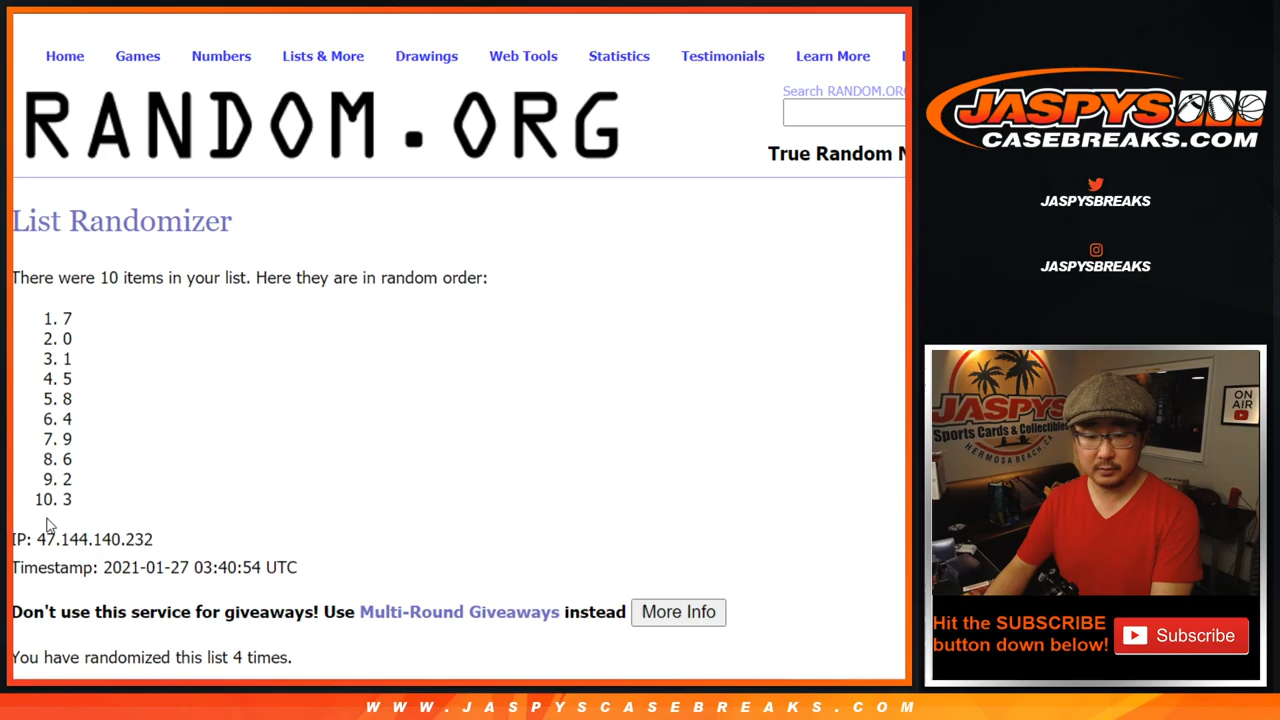 Home Games Numbers Lists & More Drawings Web Tools Statistics Testimonials Learn More
RANDOM.ORG
Search RANDOM.ORG
True Random N
List Randomizer
There were 10 items in your list. Here they are in random order:
1. 7
2. 0
3. 1
4. 5
5. 8
6. 4
7. 9
8. 6
9. 2
10. 3
IP: 47.144.140.232
Timestamp: 2021-01-27 03:40:54 UTC
Don't use this service for giveaways! Use Multi-Round Giveaways instead More Info
You have randomized this list 4 times.
JASPYS
CASEBREAKS.COM
JASPYSBREAKS
JASPYSBREAKS
JASPYS
Sports Cards & Collectibles
HERMOSA BEACH, CA
ON
AIR
Hit the SUBSCRIBE
button down below!
Subscribe
WWW.JASPYSCASEBREAKS.COM